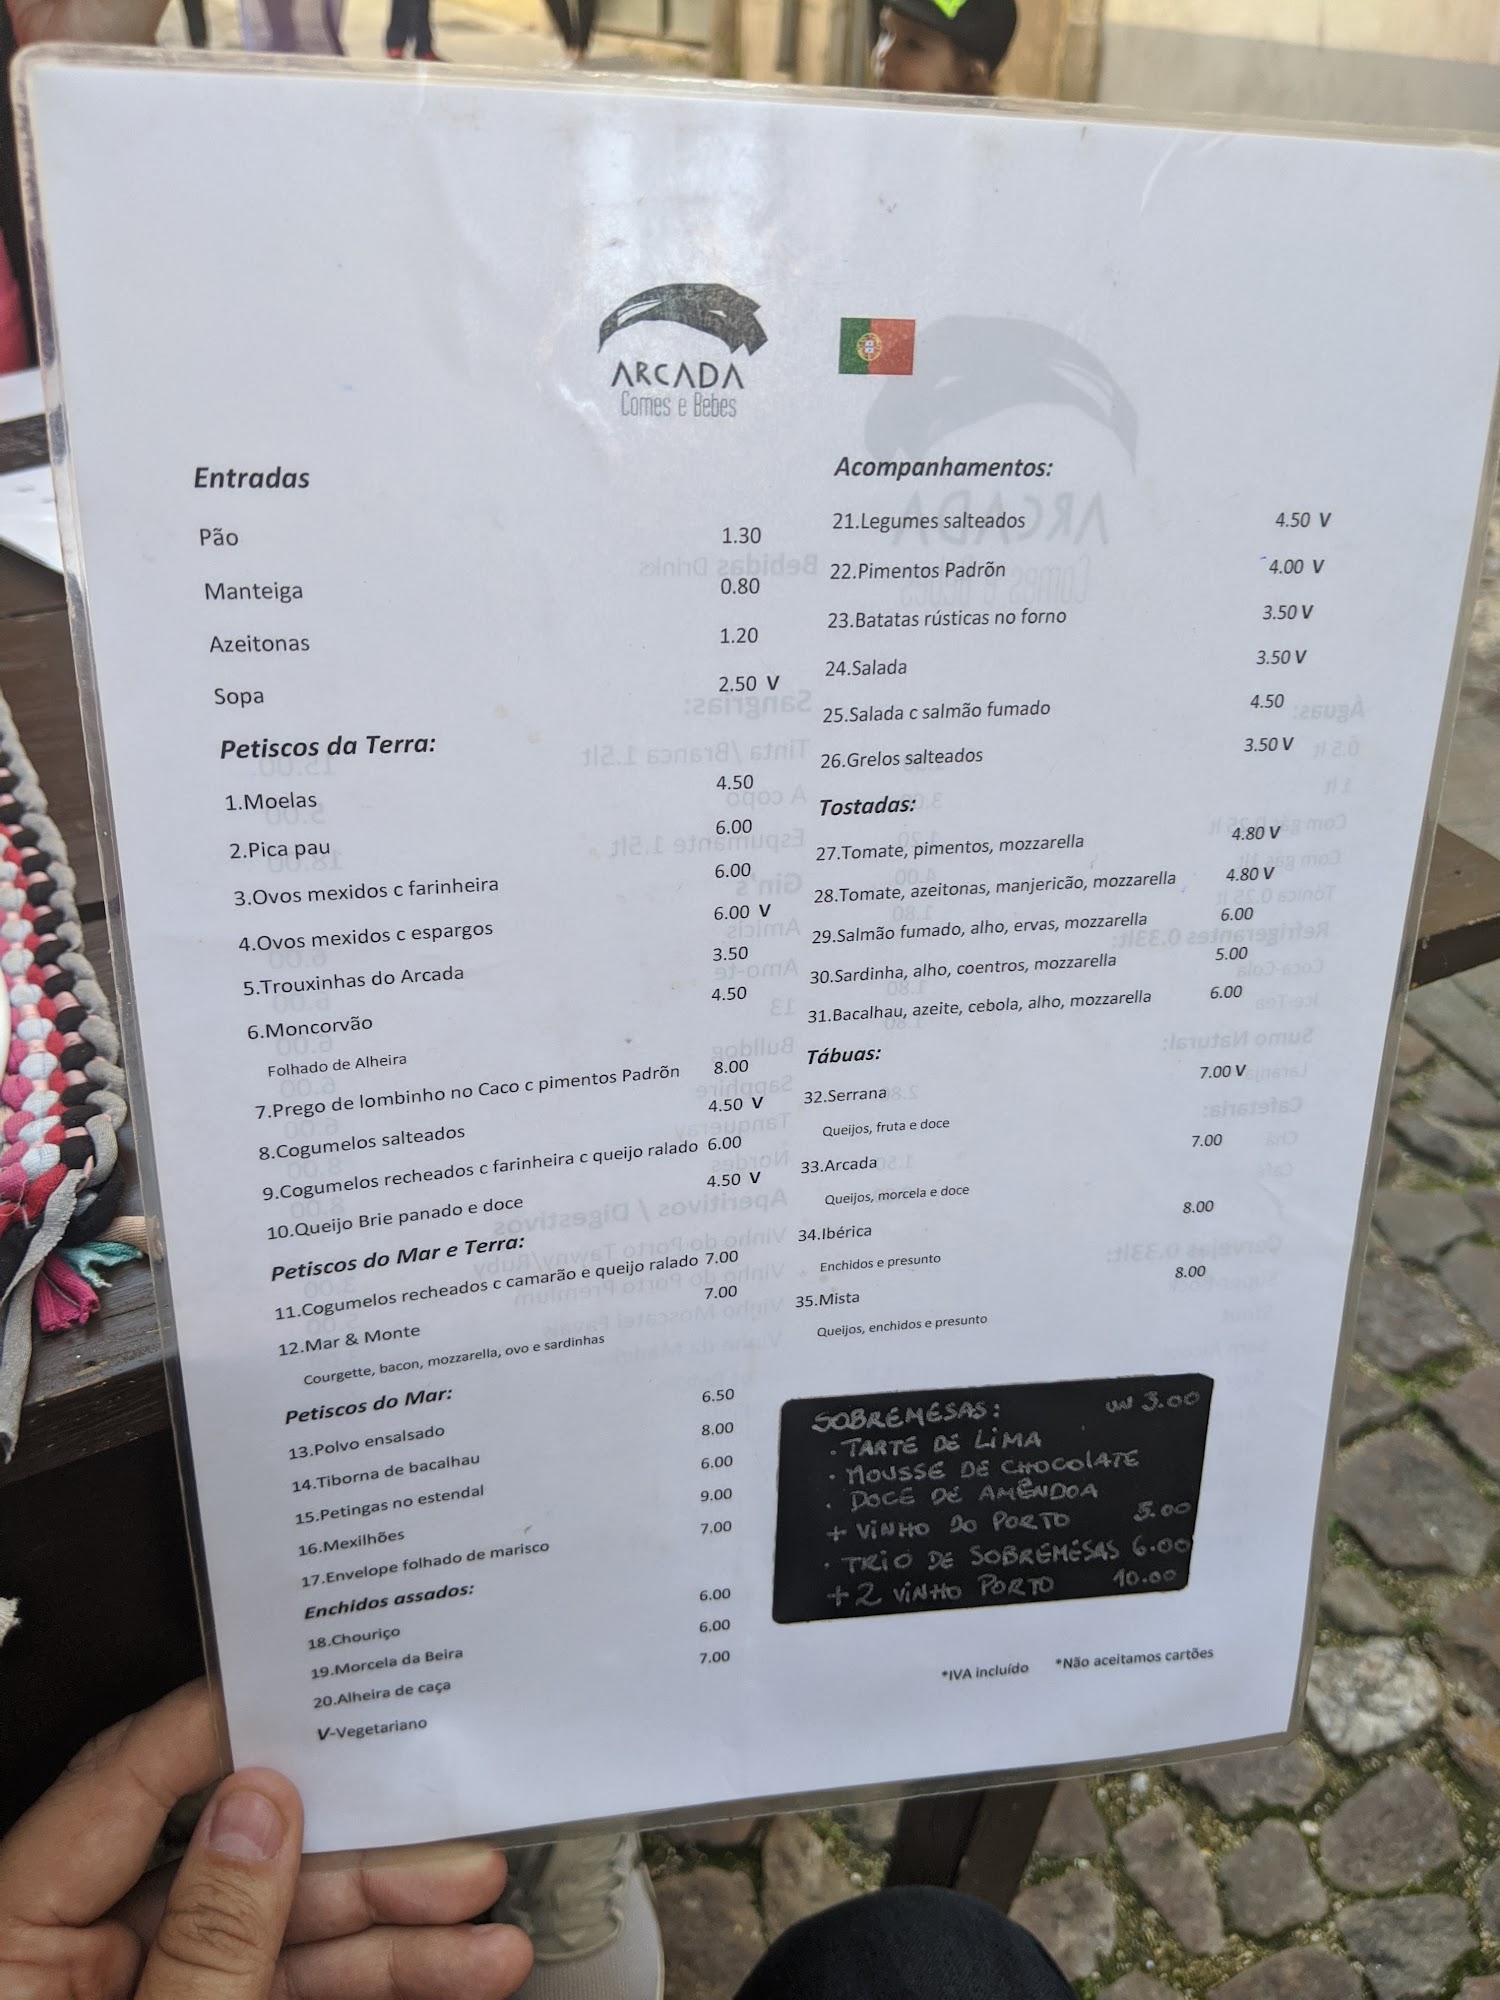 ARCADA
Comes e Bebes
Entradas
Pão 1.30
Manteiga 0.80
Azeitonas 1.20
Sopa 2.50 V
Petiscos da Terra:
1.Moelas 4.50
2.Pica pau 6.00
3.Ovos mexidos c farinheira 6.00
4.Ovos mexidos c espargos 6.00 V
5.Trouxinhas do Arcada 3.50
6.Moncorvão 4.50
Folhado de Alheira
7.Prego de lombinho no Caco c pimentos Padrõn 8.00
8.Cogumelos salteados 4.50 V
9.Cogumelos recheados c farinheira c queijo ralado 6.00
10.Queijo Brie panado e doce 4.50 V
Petiscos do Mar e Terra:
11.Cogumelos recheados c camarão e queijo ralado 7.00
12.Mar & Monte 7.00
Courgette, bacon, mozzarella, ovo e sardinhas
Petiscos do Mar:
13.Polvo ensalsado 6.50
14.Tiborna de bacalhau 8.00
15.Petingas no estendal 6.00
16.Mexilhões 9.00
17.Envelope folhado de marisco 7.00
Enchidos assados:
18.Chouriço 6.00
19.Morcela da Beira 6.00
20.Alheira de caça 7.00
V-Vegetariano
Acompanhamentos:
21.Legumes salteados 4.50 V
22.Pimentos Padrõn 4.00 V
23.Batatas rústicas no forno 3.50 V
24.Salada 3.50 V
25.Salada c salmão fumado 4.50
26.Grelos salteados 3.50 V
Tostadas:
27.Tomate, pimentos, mozzarella 4.80 V
28.Tomate, azeitonas, manjericão, mozzarella 4.80 V
29.Salmão fumado, alho, ervas, mozzarella 6.00
30.Sardinha, alho, coentros, mozzarella 5.00
31.Bacalhau, azeite, cebola, alho, mozzarella 6.00
Tábuas:
32.Serrana 7.00 V
Queijos, fruta e doce
33.Arcada 7.00
Queijos, morcela e doce
34.Ibérica 8.00
Enchidos e presunto
35.Mista 8.00
Queijos, enchidos e presunto
SOBREMESAS: UN 3.00
· TARTE DE LIMA
· MOUSSE DE CHOCOLATE
· DOCE DE AMÊNDOA
+ VINHO DO PORTO 5.00
· TRIO DE SOBREMESAS 6.00
+ 2 VINHO PORTO 10.00
*IVA incluído *Não aceitamos cartões